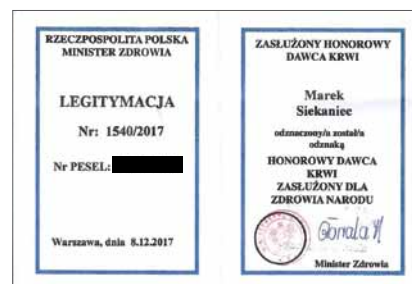 RZECZPOSPOLITA POLSKA
MINISTER ZDROWIA
LEGITYMACJA
Nr: 1540/2017
Nr PESEL:
Warszawa, dnia 8.12.2017
ZASŁUŻONY HONOROWY
DAWCA KRWI
Marek
Siekaniec
odznaczony/a został/a
odznaką
HONOROWY DAWCA
KRWI
ZASŁUŻONY DLA
ZDROWIA NARODU
Minister Zdrowia